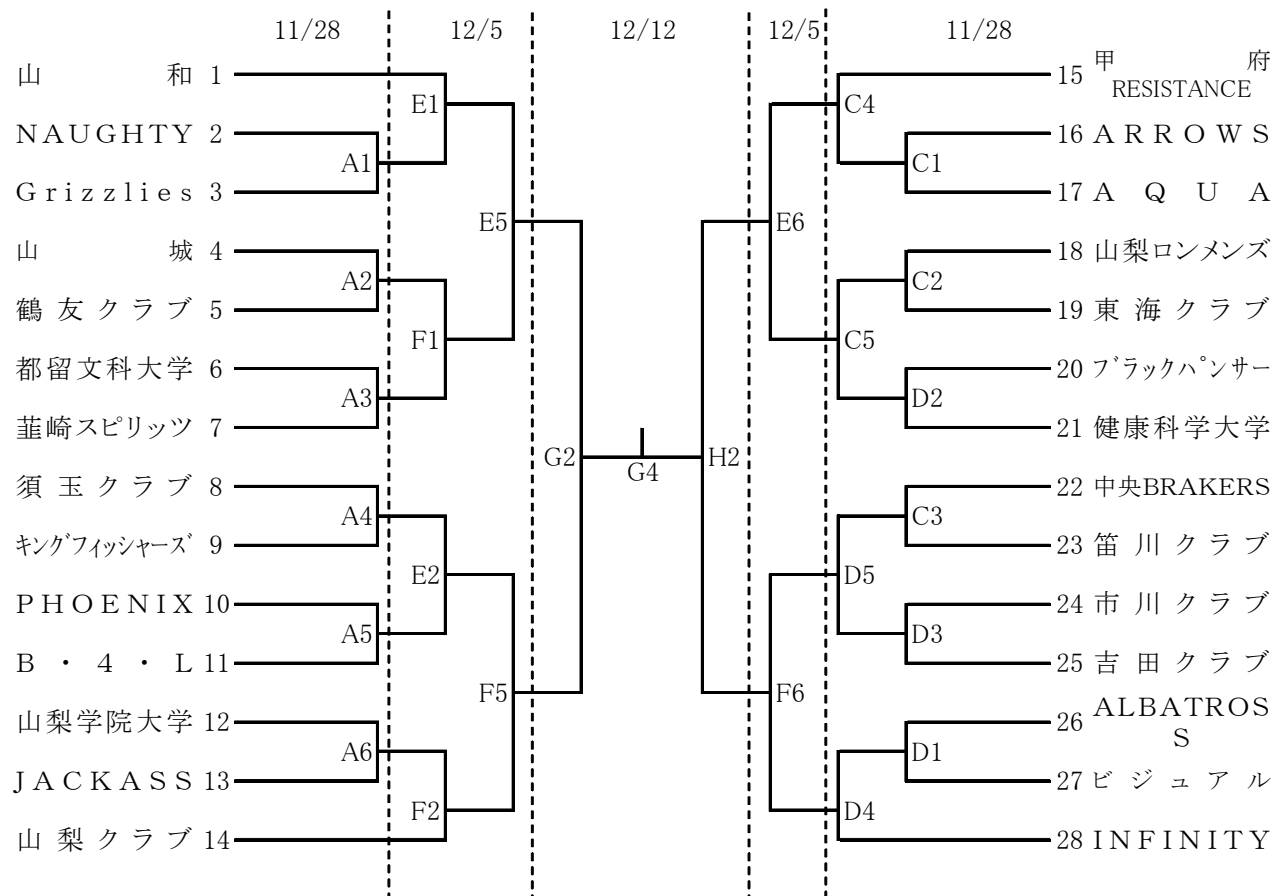 11/28 12/5 12/12 12/5 11/28
山和 1
E1
NAUGHTY 2
A1
Grizzlies 3
E5
山城 4
A2
鶴友クラブ 5
F1
都留文科大学 6
A3
韮崎スピリッツ 7
G2
須玉クラブ 8
A4
キングフィッシャーズ 9
E2
PHOENIX 10
A5
B・4・L 11
F5
山梨学院大学 12
A6
JACKASS 13
F2
山梨クラブ 14
G4
15 甲府
RESISTANCE
C4
16 ARROWS
C1
17 AQUA
E6
18 山梨ロンメンズ
C2
19 東海クラブ
C5
20 ブラックパンサー
D2
21 健康科学大学
H2
22 中央BRAKERS
C3
23 笛川クラブ
D5
24 市川クラブ
D3
25 吉田クラブ
F6
26 ALBATROS
S
D1
27 ビジュアル
D4
28 INFINITY